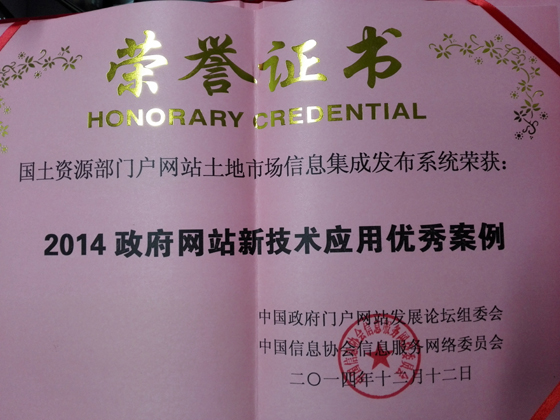 荣誉证书
HONORARY CREDENTIAL
国土资源部门户网站土地市场信息集成发布系统荣获：
2014政府网站新技术应用优秀案例
中国政府门户网站发展论坛组委会
中国信息协会信息服务网络委员会
二〇一四年十二月十二日